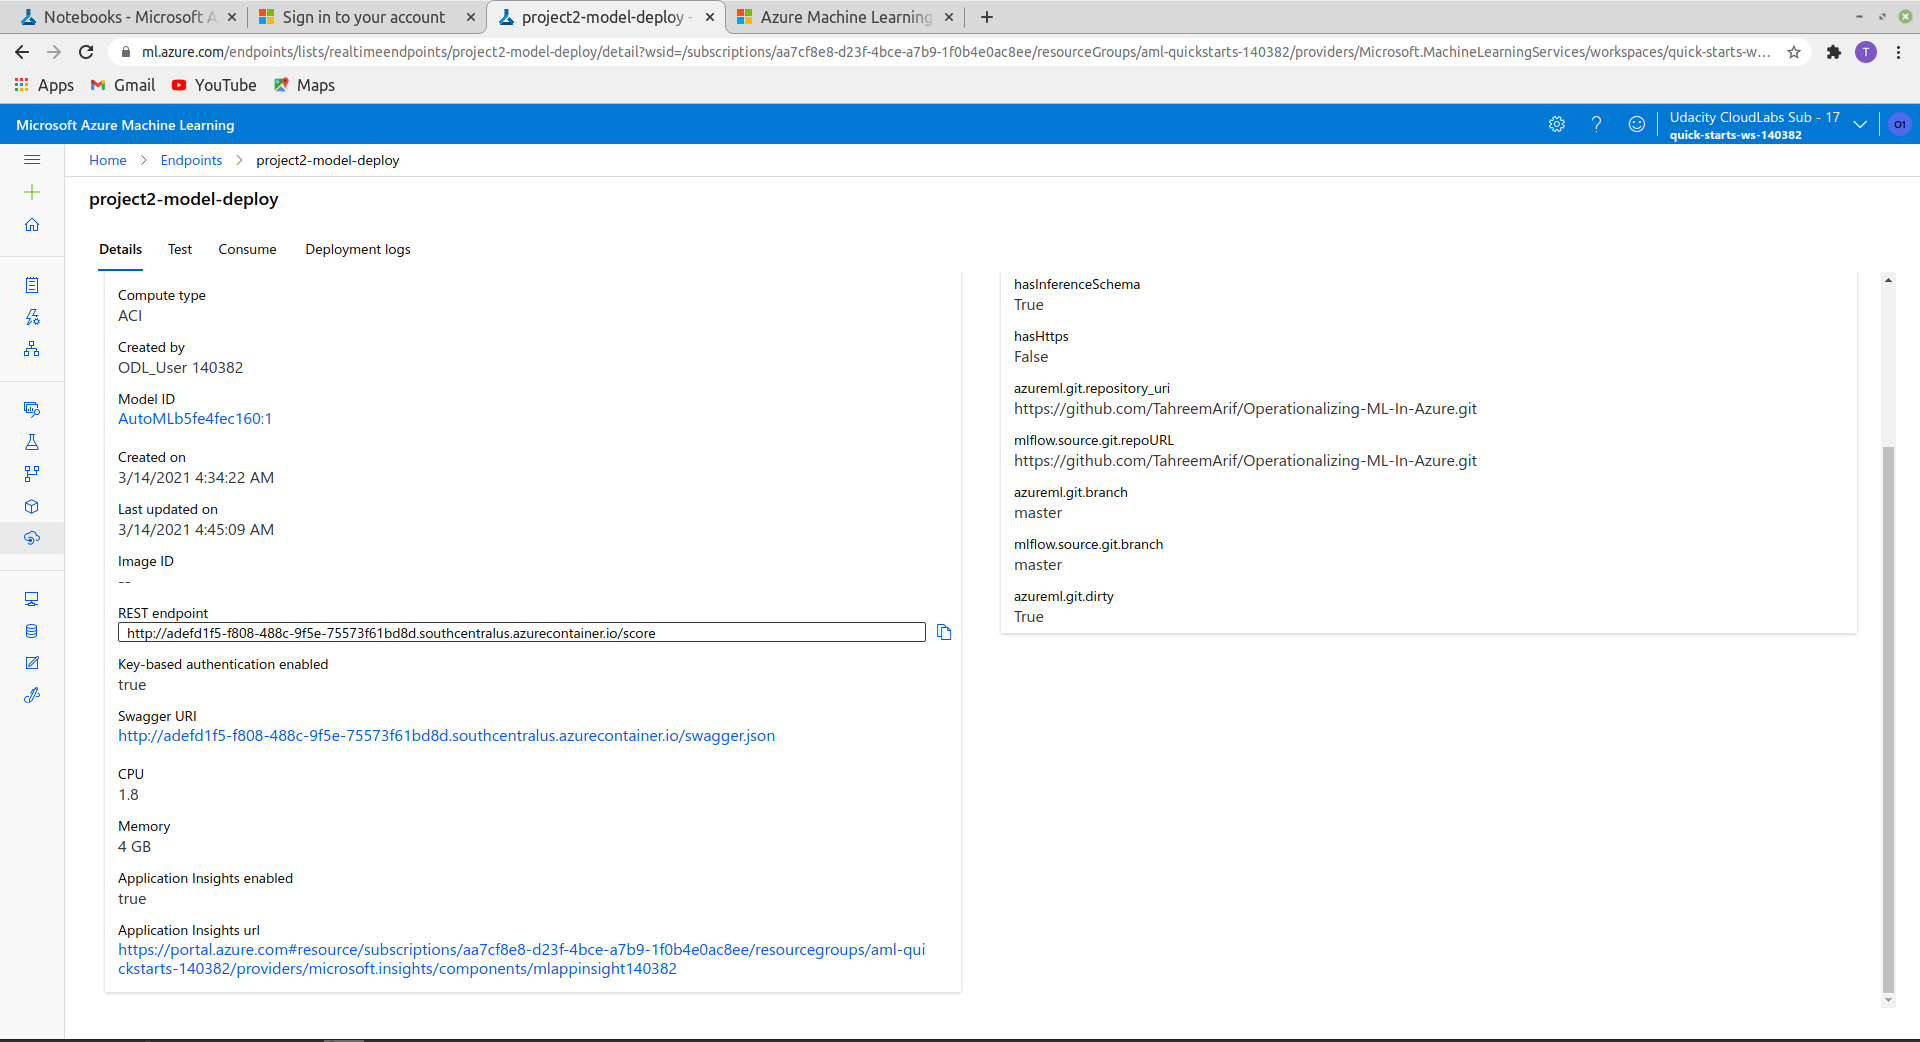 Notebooks - Microsoft A
Sign in to your account
project2-model-deploy -
Azure Machine Learning
ml.azure.com/endpoints/lists/realtimeendpoints/project2-model-deploy/detail?wsid=/subscriptions/aa7cf8e8-d23f-4bce-a7b9-1f0b4e0ac8ee/resourceGroups/aml-quickstarts-140382/providers/Microsoft.MachineLearningServices/workspaces/quick-starts-w...
T
Apps
Gmail
YouTube
Maps
Microsoft Azure Machine Learning
?
Udacity CloudLabs Sub - 17
quick-starts-ws-140382
O1
Home
Endpoints
project2-model-deploy
project2-model-deploy
Details
Test
Consume
Deployment logs
Compute type
ACI
Created by
ODL_User 140382
Model ID
AutoMLb5fe4fec160:1
Created on
3/14/2021 4:34:22 AM
Last updated on
3/14/2021 4:45:09 AM
Image ID
--
REST endpoint
http://adefd1f5-f808-488c-9f5e-75573f61bd8d.southcentralus.azurecontainer.io/score
Key-based authentication enabled
true
Swagger URI
http://adefd1f5-f808-488c-9f5e-75573f61bd8d.southcentralus.azurecontainer.io/swagger.json
CPU
1.8
Memory
4 GB
Application Insights enabled
true
Application Insights url
https://portal.azure.com#resource/subscriptions/aa7cf8e8-d23f-4bce-a7b9-1f0b4e0ac8ee/resourcegroups/aml-qui
ckstarts-140382/providers/microsoft.insights/components/mlappinsight140382
hasInferenceSchema
True
hasHttps
False
azureml.git.repository_uri
https://github.com/TahreemArif/Operationalizing-ML-In-Azure.git
mlflow.source.git.repoURL
https://github.com/TahreemArif/Operationalizing-ML-In-Azure.git
azureml.git.branch
master
mlflow.source.git.branch
master
azureml.git.dirty
True